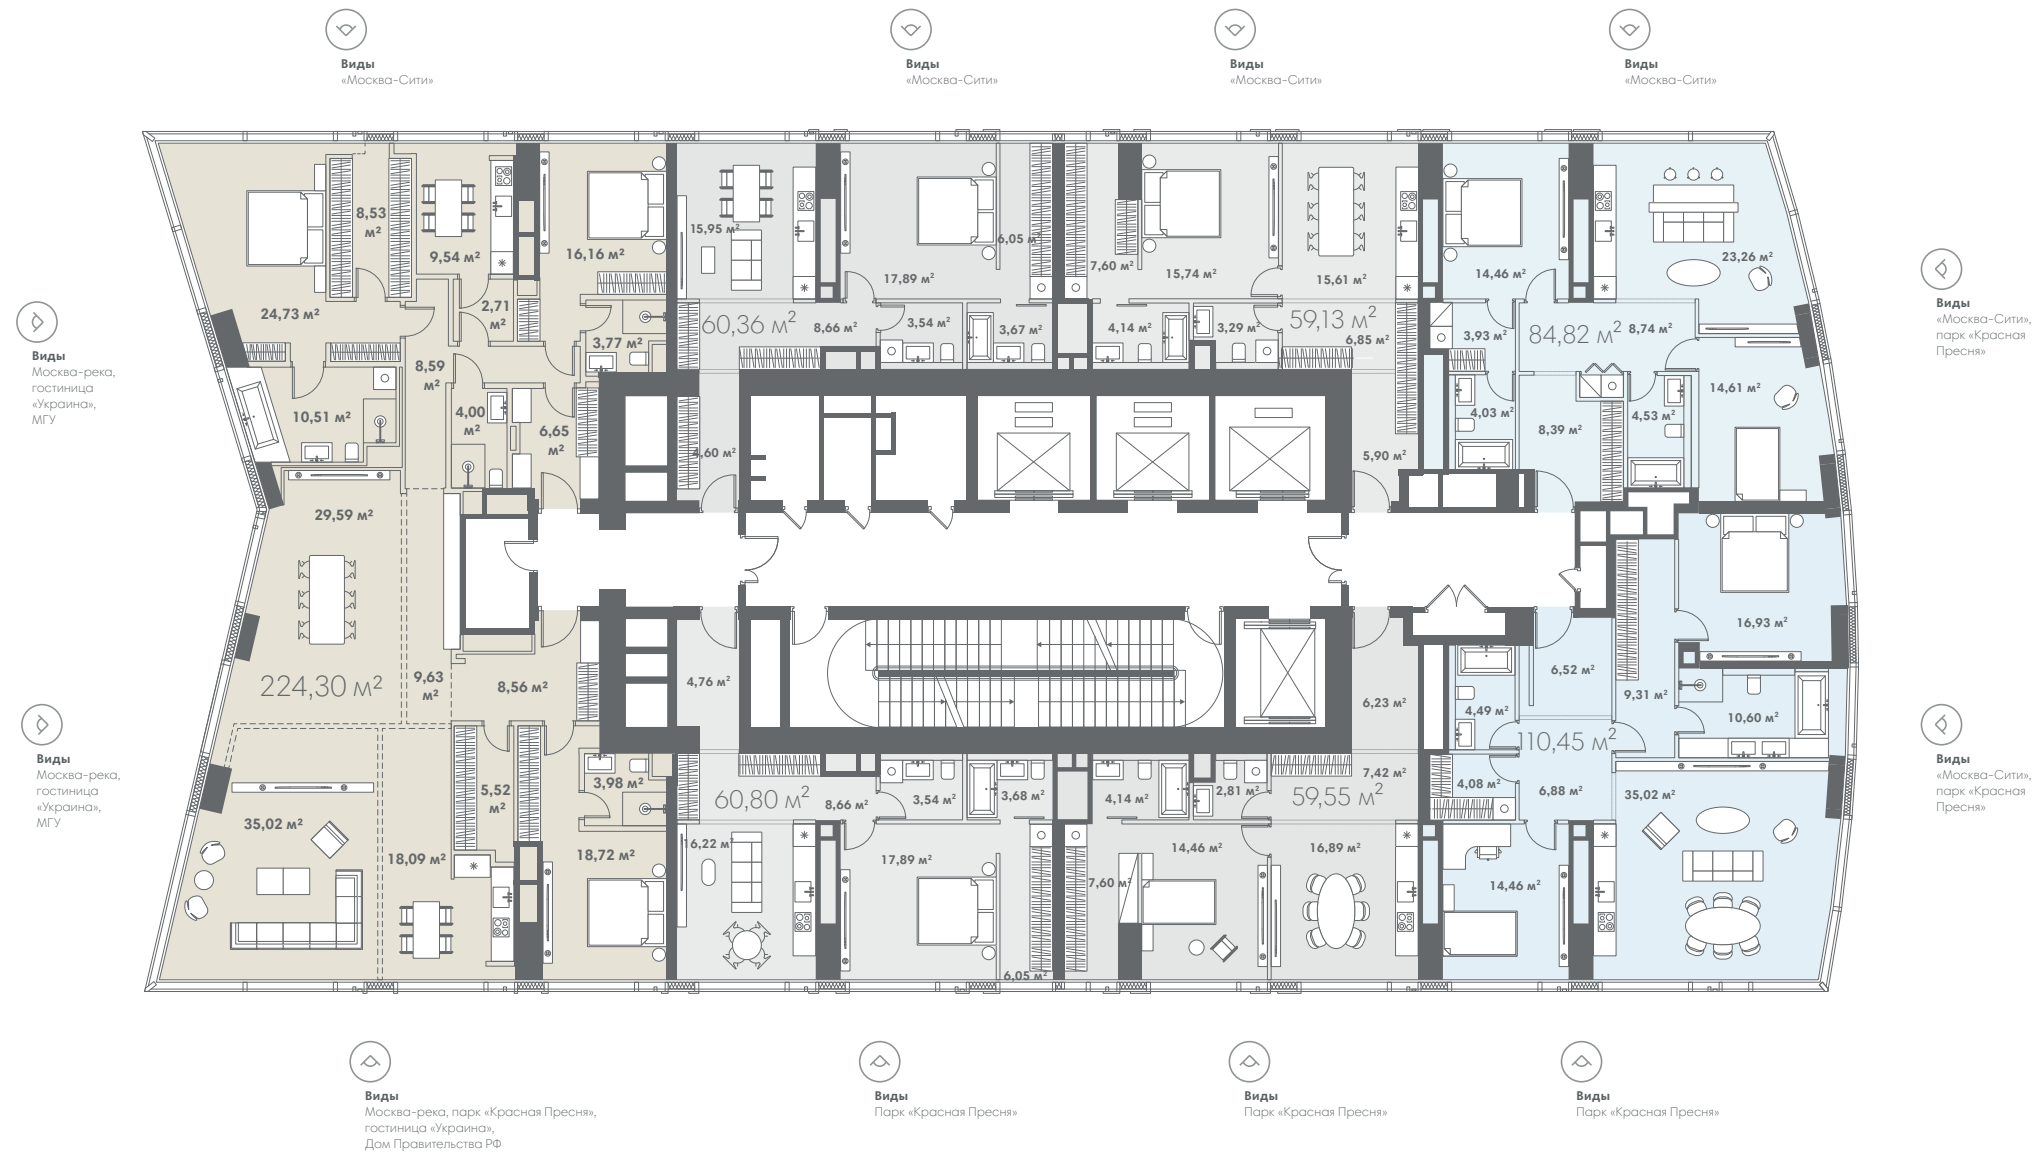 Виды
«Москва-Сити»
Виды
«Москва-Сити»
Виды
«Москва-Сити»
Виды
«Москва-Сити»
Виды
Москва-река,
гостиница
«Украина»,
МГУ
Виды
Москва-река,
гостиница
«Украина»,
МГУ
8,53
м²
9,54 м²
16,16 м²
24,73 м²
2,71
м²
3,77 м²
8,59
м²
10,51 м²
4,00
м²
6,65
м²
29,59 м²
224,30 м²
9,63
м²
8,56 м²
5,52
м²
3,98 м²
35,02 м²
18,09 м²
18,72 м²
15,95 м²
17,89 м²
6,05 м²
60,36 м²
8,66 м²
3,54 м²
3,67 м²
4,60 м²
7,60 м²
15,74 м²
15,61 м²
4,14 м²
3,29 м²
59,13 м²
6,85 м²
5,90 м²
14,46 м²
23,26 м²
3,93 м²
84,82 м²
8,74 м²
14,61 м²
4,03 м²
8,39 м²
4,53 м²
4,76 м²
60,80 м²
8,66 м²
3,54 м²
3,68 м²
16,22 м²
17,89 м²
6,05 м²
6,23 м²
7,42 м²
4,14 м²
2,81 м²
59,55 м²
14,46 м²
16,89 м²
7,60 м²
16,93 м²
6,52 м²
9,31 м²
4,49 м²
10,60 м²
110,45 м²
4,08 м²
6,88 м²
35,02 м²
14,46 м²
Виды
«Москва-Сити»,
парк «Красная
Пресня»
Виды
«Москва-Сити»,
парк «Красная
Пресня»
Виды
Москва-река, парк «Красная Пресня»,
гостиница «Украина»,
Дом Правительства РФ
Виды
Парк «Красная Пресня»
Виды
Парк «Красная Пресня»
Виды
Парк «Красная Пресня»